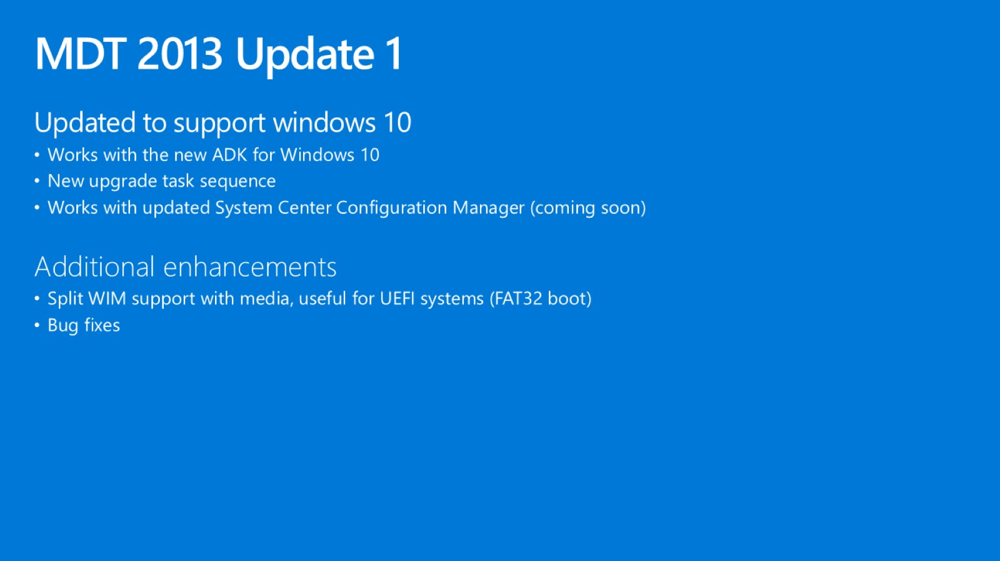 MDT 2013 Update 1
Updated to support windows 10
• Works with the new ADK for Windows 10
• New upgrade task sequence
• Works with updated System Center Configuration Manager (coming soon)
Additional enhancements
• Split WIM support with media, useful for UEFI systems (FAT32 boot)
• Bug fixes